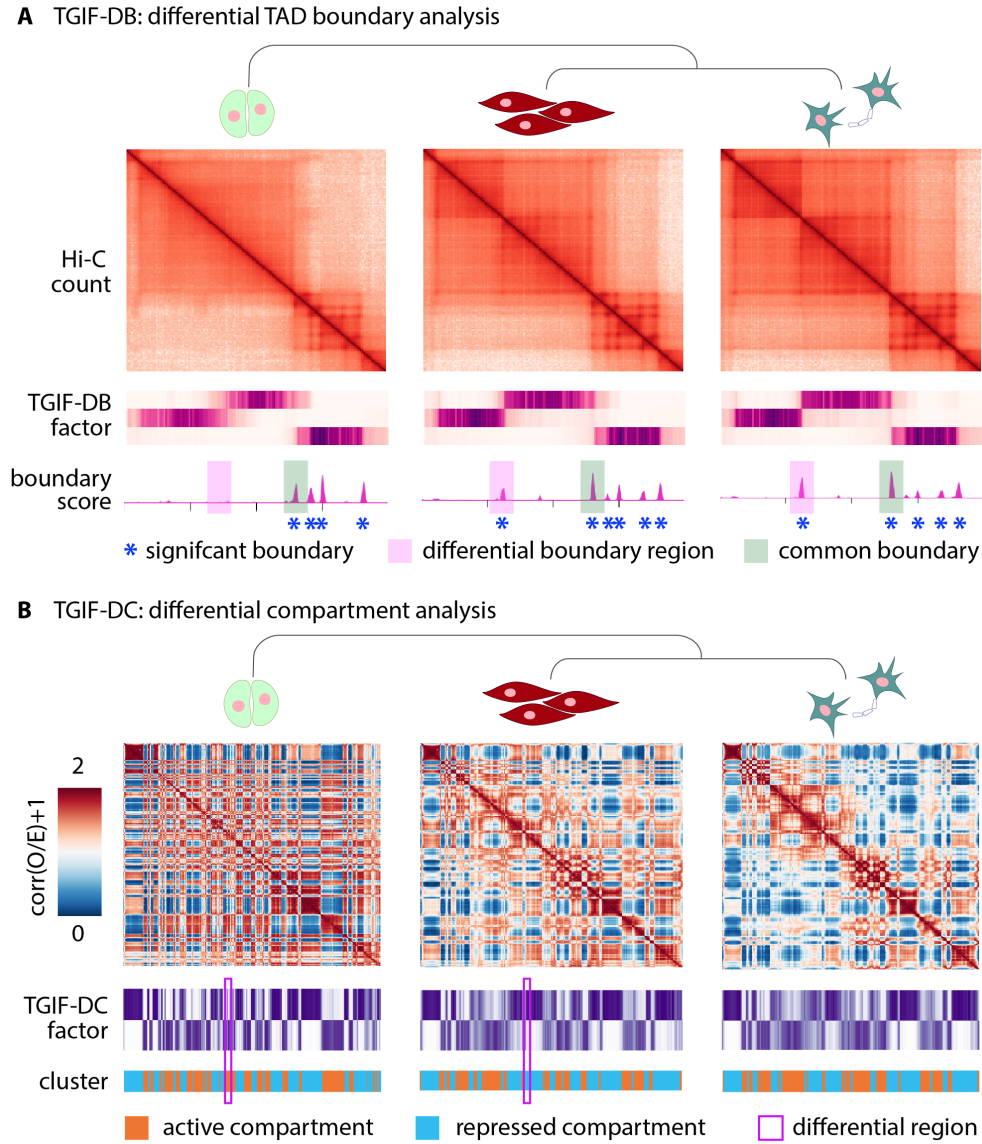 A TGIF-DB: differential TAD boundary analysis
Hi-C
count
TGIF-DB
factor
boundary
score
* * * * * * * * * * * * * *
* signifcant boundary differential boundary region common boundary
B TGIF-DC: differential compartment analysis
2
corr(O/E)+1
0
TGIF-DC
factor
cluster
active compartment repressed compartment differential region